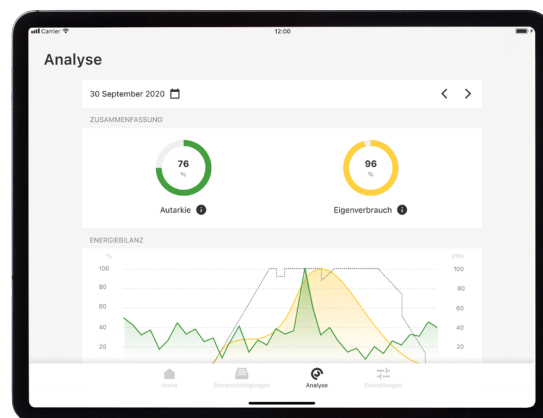 Carrier
12:00
Analyse
30 September 2020
ZUSAMMENFASSUNG
76
%
96
%
Autarkie
Eigenverbrauch
ENERGIEBILANZ
%
kWh
100
100
80
80
60
60
40
40
20
20
Home
Benachrichtigungen
Analyse
Einstellungen